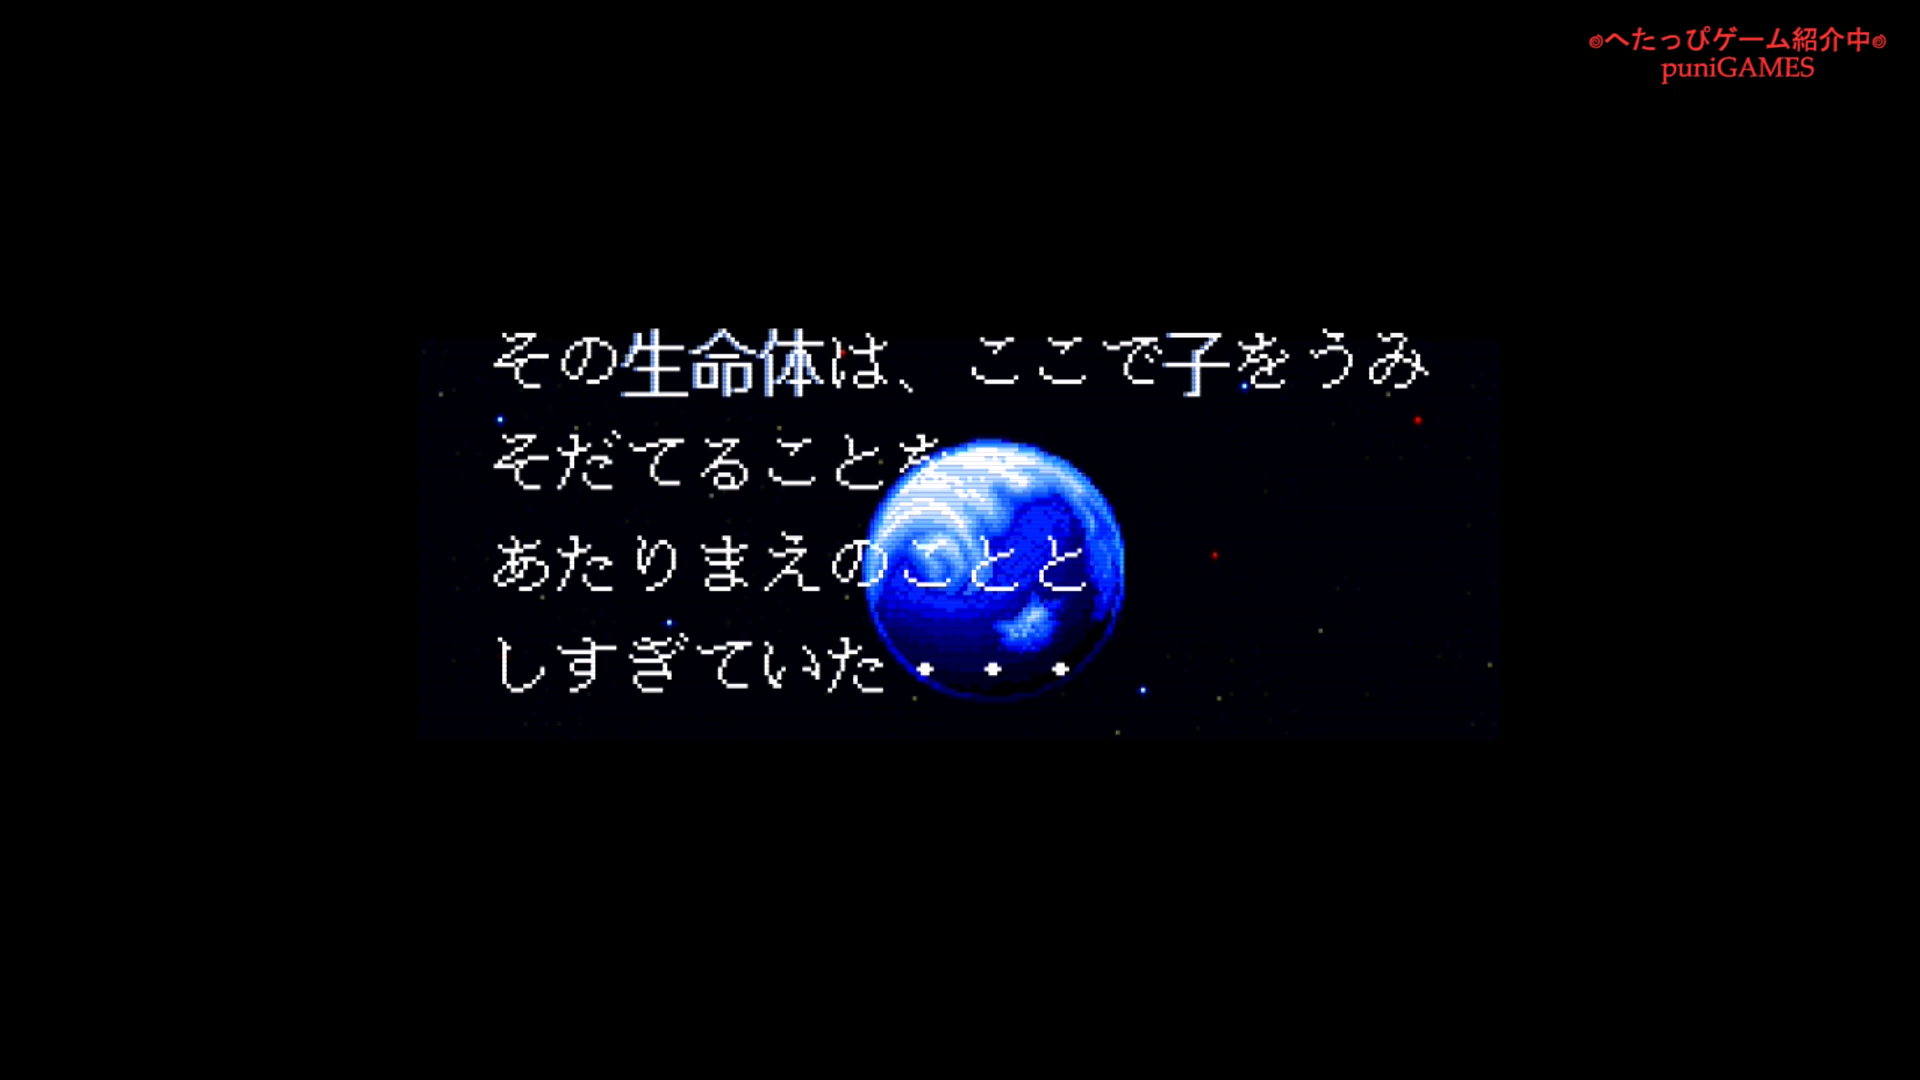 ๑へたっぴゲーム紹介中๑
puniGAMES
その生命体は、ここで子をうみ
そだてることを
あたりまえのことと
しすぎていた・・・